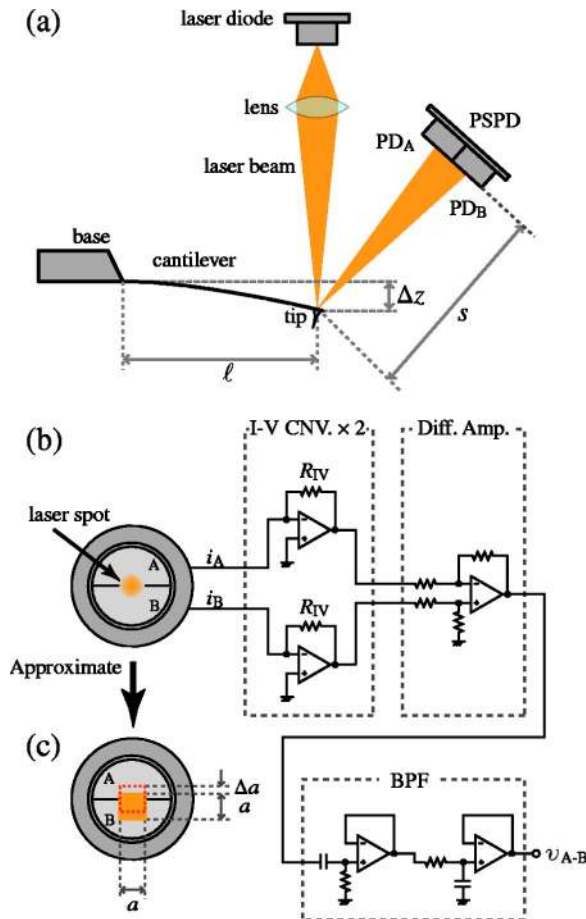 (a)
laser diode
lens
laser beam
PSPD
PD_A
PD_B
base
cantilever
tip
Δz
s
ℓ
(b)
I-V CNV. × 2
Diff. Amp.
laser spot
A
B
i_A
i_B
R_IV
R_IV
Approximate
(c)
A
B
Δa
a
a
BPF
υ_A-B